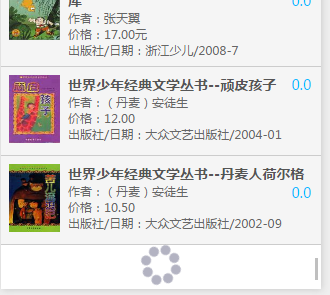 库 0.0
作者：张天翼
价格：17.00元
出版社/日期：浙江少儿/2008-7
世界少年经典文学丛书--顽皮孩子 0.0
作者：（丹麦）安徒生
价格：12.00
出版社/日期：大众文艺出版社/2004-01
世界少年经典文学丛书--丹麦人荷尔格 0.0
作者：（丹麦）安徒生
价格：10.50
出版社/日期：大众文艺出版社/2002-09